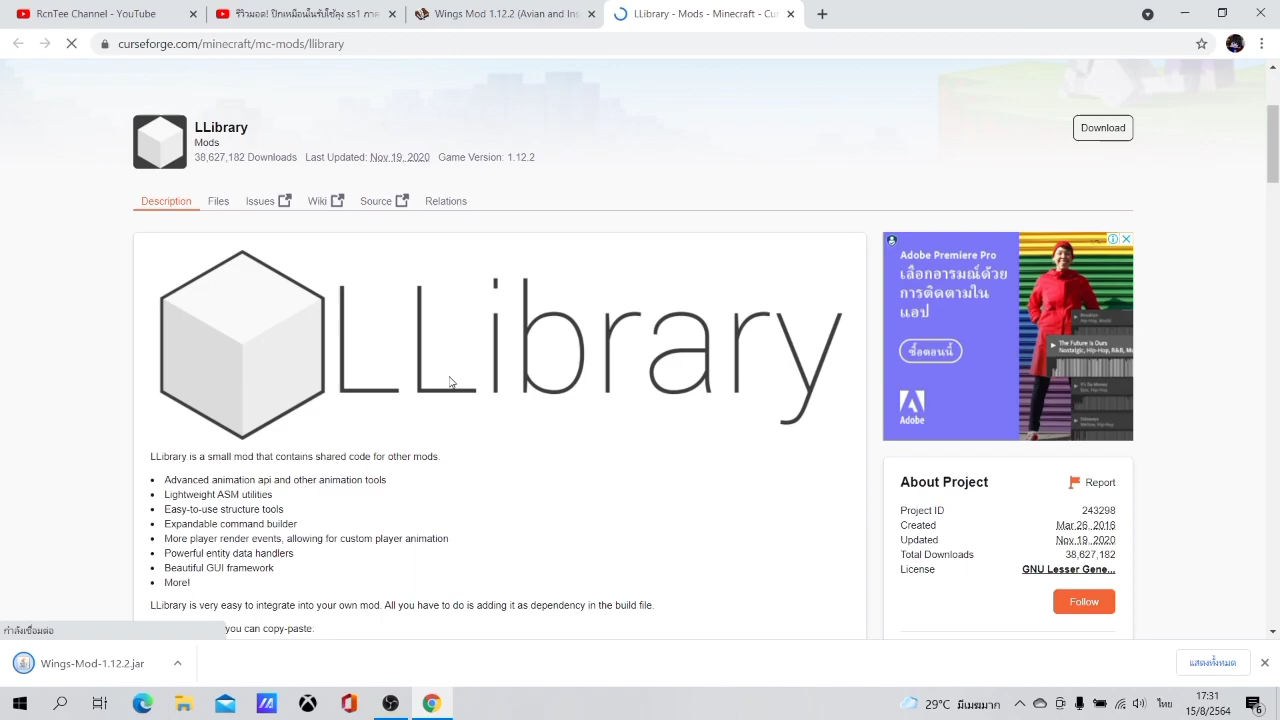 RcnTee Channel - YouTube
Wings Mod 1.12.2 (Avian and Ins
LLibrary - Mods - Minecraft - Cur
curseforge.com/minecraft/mc-mods/llibrary
LLibrary
Mods
38,627,182 Downloads Last Updated: Nov 19, 2020 Game Version: 1.12.2
Download
Description Files Issues Wiki Source Relations
LLibrary
LLibrary is a small mod that contains shared code for other mods.
• Advanced animation api and other animation tools
• Lightweight ASM utilities
• Easy-to-use structure tools
• Expandable command builder
• More player render events, allowing for custom player animation
• Powerful entity data handlers
• Beautiful GUI framework
• More!
LLibrary is very easy to integrate into your own mod. All you have to do is adding it as dependency in the build file.
you can copy-paste:
Adobe Premiere Pro
เลือกอารมณ์ด้วย
การติดตามใน
แอป
ซื้อตอนนี้
Adobe
The Future is Ours
Nostalgic, Hip-Hop, R&B, M
About Project
Report
Project ID 243298
Created Mar 26, 2016
Updated Nov 19, 2020
Total Downloads 38,627,182
License GNU Lesser Gene...
Follow
กำลังเชื่อมต่อ
Wings-Mod-1.12.2.jar
แสดงทั้งหมด
29°C มีเมฆมาก
ไทย
17:31
15/8/2564
6